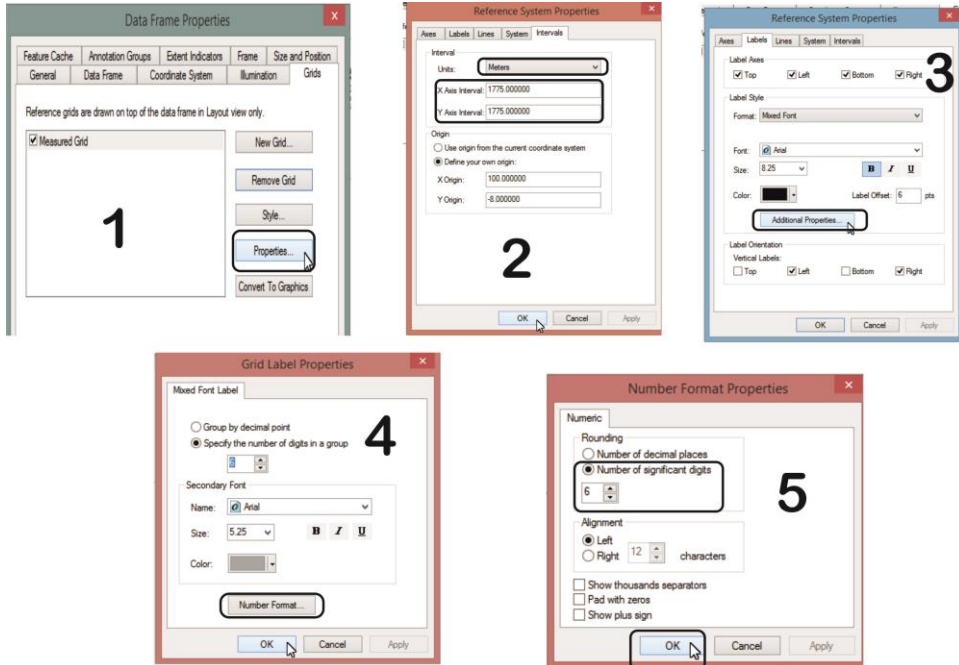 Data Frame Properties
x
Feature Cache Annotation Groups Extent Indicators Frame Size and Position
General Data Frame Coordinate System Illumination Grids
Reference grids are drawn on top of the data frame in Layout view only.
Measured Grid
New Grid...
Remove Grid
Style...
Properties...
Convert To Graphics
1
Reference System Properties
×
Axes Labels Lines System Intervals
Interval
Units: Meters
X Axis Interval: 1775.000000
Y Axis Interval: 1775.000000
Origin
Use origin from the current coordinate system
Define your own origin:
X Origin: 100.000000
Y Origin: -8.000000
2
OK Cancel Apply
Reference System Properties
×
Axes Labels Lines System Intervals
3
Label Axes
Top Left Bottom Right
Label Style
Format: Mixed Font
Font: Arial
Size: 8.25 B I U
Color: Label Offset: 6 pts
Additional Properties...
Label Orientation
Vertical Labels:
Top Left Bottom Right
OK Cancel Apply
Grid Label Properties
×
Mixed Font Label
Group by decimal point
Specify the number of digits in a group
6
4
Secondary Font
Name: Arial
Size: 5.25 B I U
Color:
Number Format...
OK Cancel Apply
Number Format Properties
×
Numeric
Rounding
Number of decimal places
Number of significant digits
6
5
Alignment
Left
Right 12 characters
Show thousands separators
Pad with zeros
Show plus sign
OK Cancel Apply